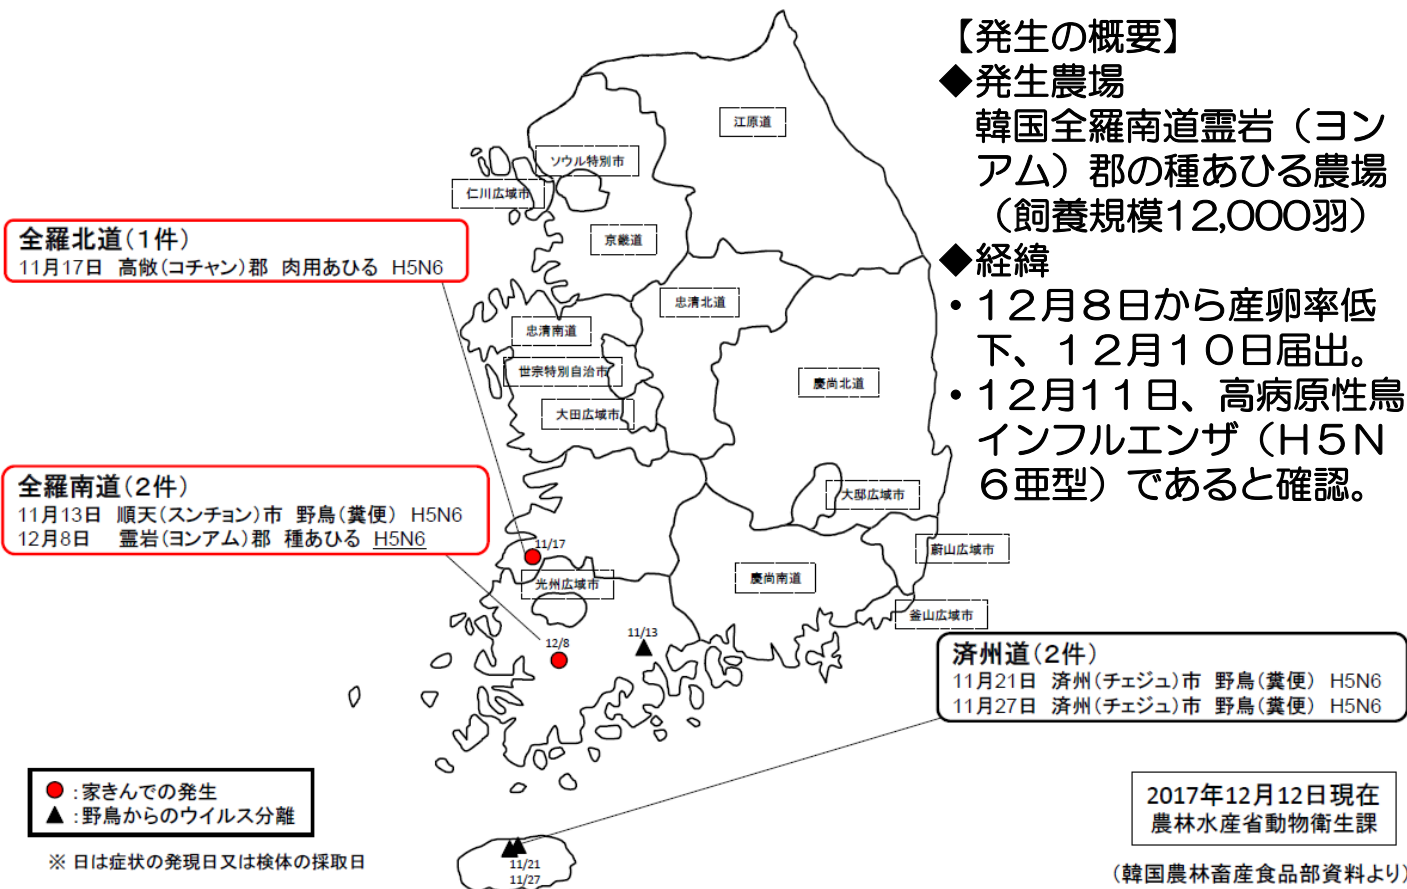 【発生の概要】
◆発生農場
韓国全羅南道霊岩（ヨン
アム）郡の種あひる農場
（飼養規模12,000羽）
◆経緯
・１２月８日から産卵率低
下、１２月１０日届出。
・１２月１１日、高病原性鳥
インフルエンザ（Ｈ５Ｎ
６亜型）であると確認。
江原道
ソウル特別市
仁川広域市
京畿道
全羅北道(1件)
11月17日 高敞(コチャン)郡 肉用あひる H5N6
忠清北道
忠清南道
世宗特別自治市
慶尚北道
大田広域市
全羅南道(2件)
11月13日 順天(スンチョン)市 野鳥(糞便) H5N6
12月8日 霊岩(ヨンアム)郡 種あひる H5N6
大邸広域市
11/17
蔚山広域市
光州広域市
慶尚南道
釜山広域市
12/8
11/13
済州道(2件)
11月21日 済州(チェジュ)市 野鳥(糞便) H5N6
11月27日 済州(チェジュ)市 野鳥(糞便) H5N6
●:家きんでの発生
▲:野鳥からのウイルス分離
※ 日は症状の発現日又は検体の採取日
11/21
11/27
2017年12月12日現在
農林水産省動物衛生課
(韓国農林畜産食品部資料より)